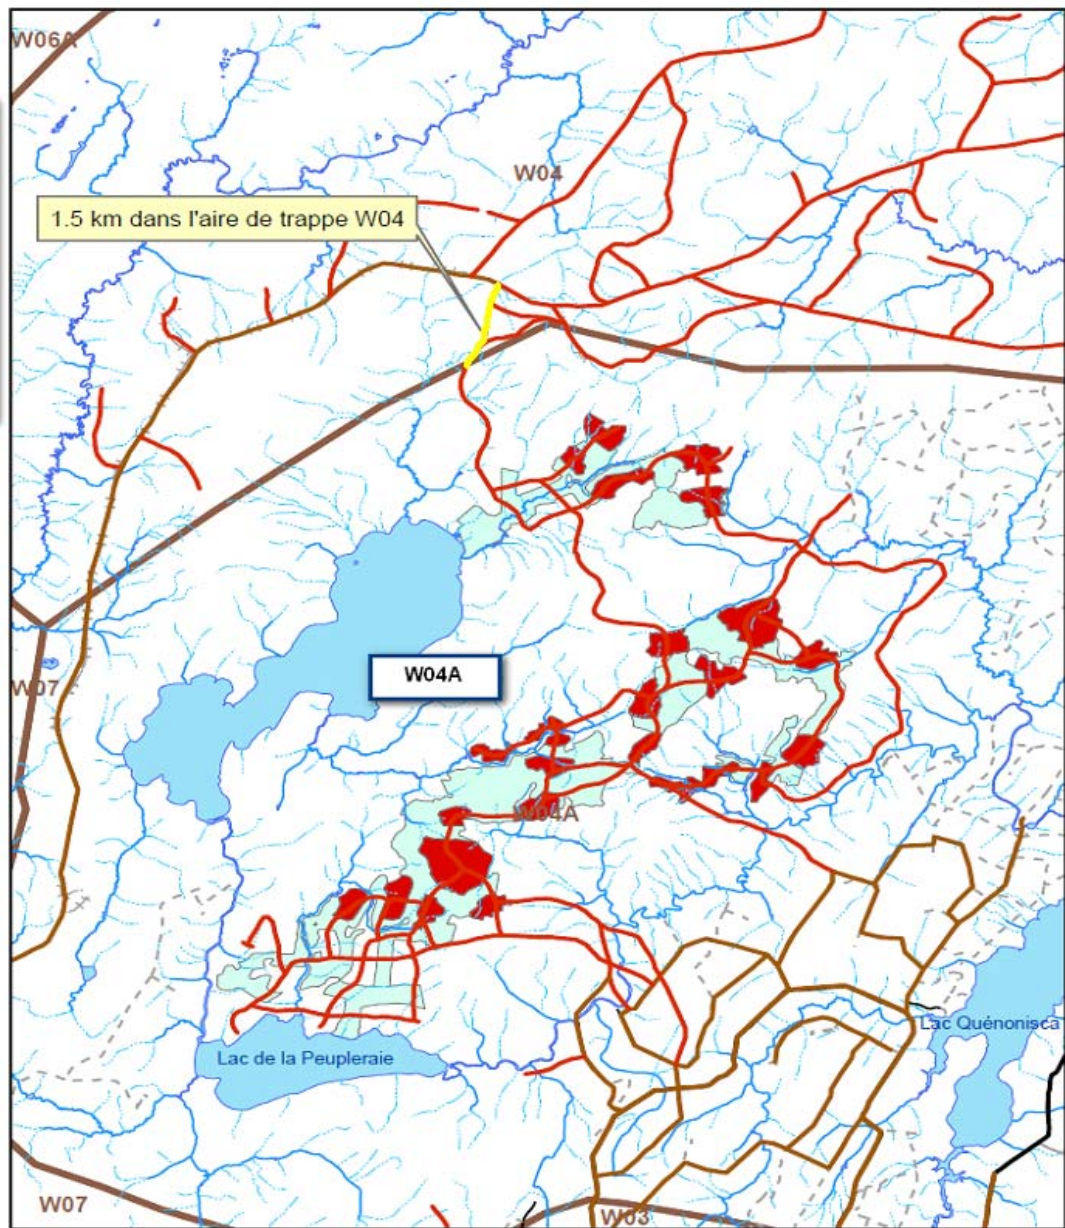 W06A
W04
1.5 km dans l'aire de trappe W04
W04A
W07
W04A
Lac Quénonisca
Lac de la Peupleraie
W07
W03